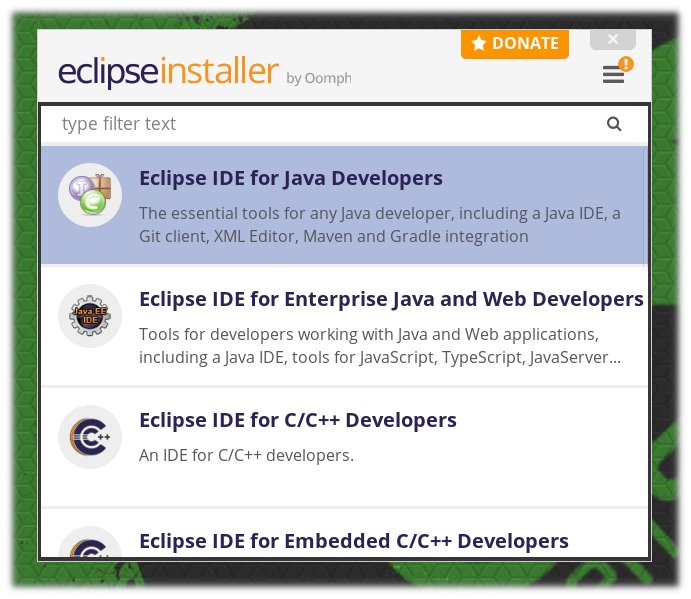 DONATE
eclipseinstaller by Oomph
type filter text
Eclipse IDE for Java Developers
The essential tools for any Java developer, including a Java IDE, a
Git client, XML Editor, Maven and Gradle integration
Java EE
IDE
Eclipse IDE for Enterprise Java and Web Developers
Tools for developers working with Java and Web applications,
including a Java IDE, tools for JavaScript, TypeScript, JavaServer...
C++
Eclipse IDE for C/C++ Developers
An IDE for C/C++ developers.
Eclipse IDE for Embedded C/C++ Developers